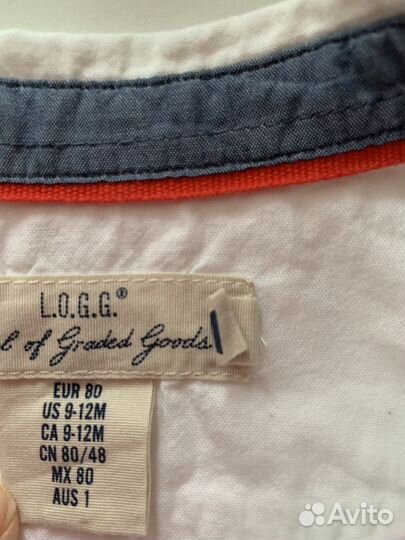 L.O.G.G.®
of Graded Goods
EUR 80
US 9-12M
CA 9-12M
CN 80/48
MX 80
AUS 1
Avito